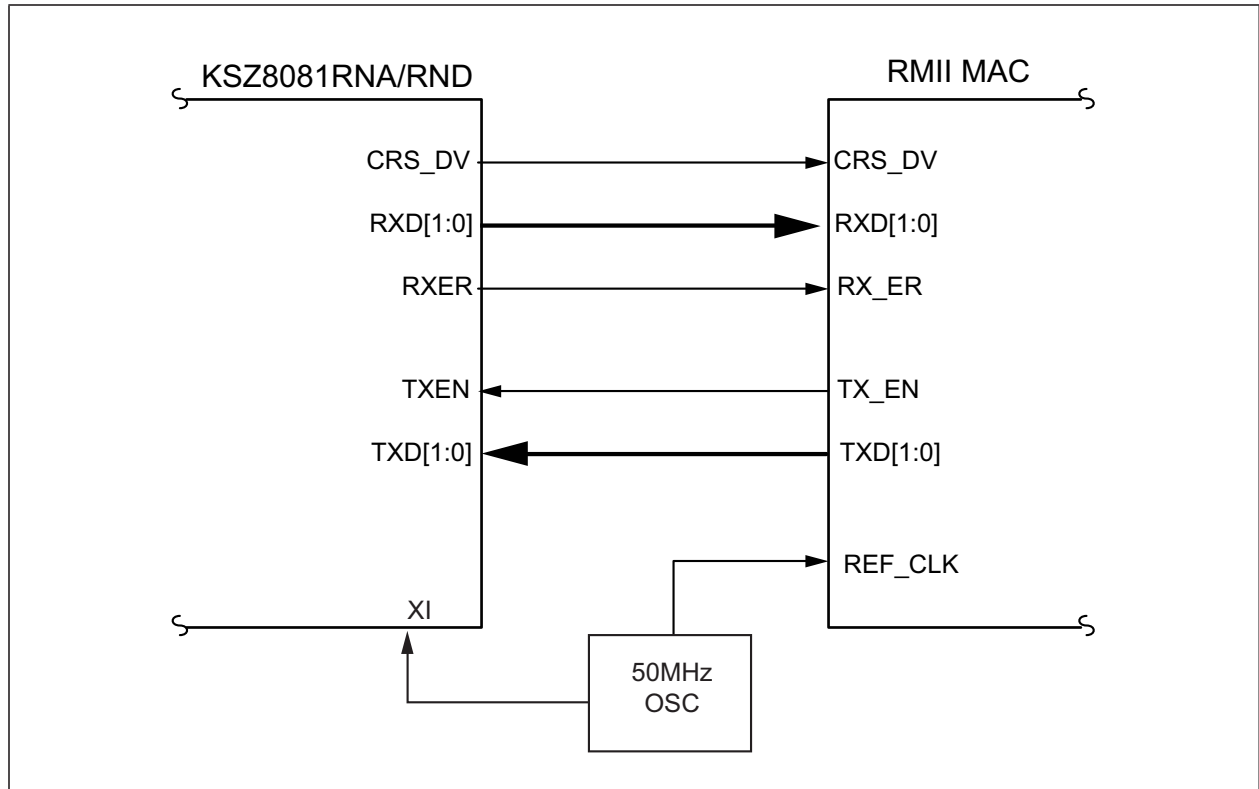 KSZ8081RNA/RND
RMII MAC
CRS_DV
CRS_DV
RXD[1:0]
RXD[1:0]
RXER
RX_ER
TXEN
TX_EN
TXD[1:0]
TXD[1:0]
REF_CLK
XI
50MHz
OSC